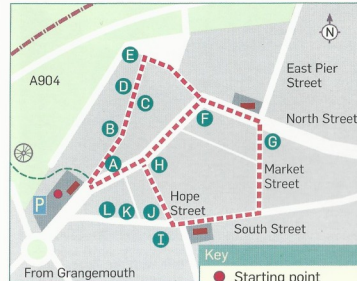 N
E
A904
D
C
East Pier
Street
North Street
F
B
G
A
H
Market
Street
P
Hope
Street
L
K
J
I
South Street
Key
From Grangemouth
Starting point